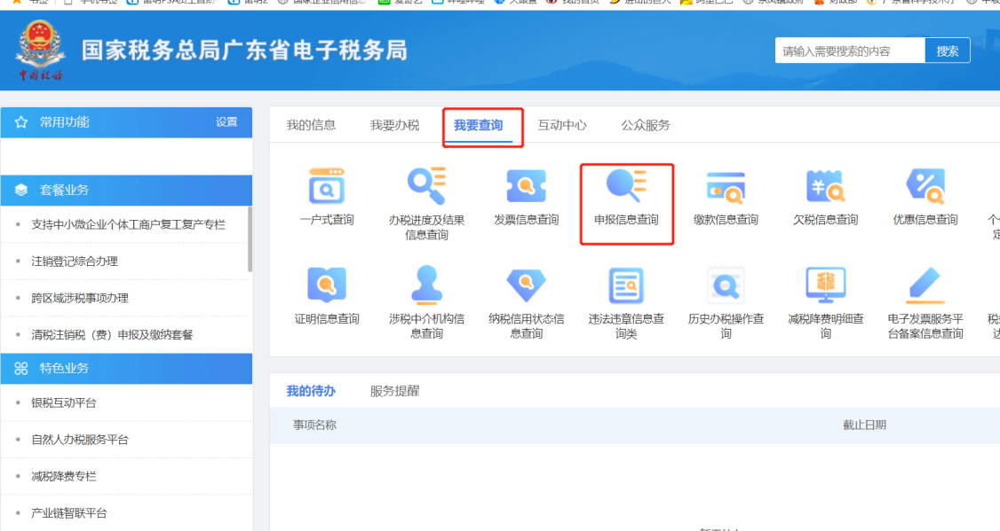 国家税务总局广东省电子税务局
中国税务
请输入需要搜索的内容
搜索
常用功能
设置
套餐业务
支持中小微企业个体工商户复工复产专栏
注销登记综合办理
跨区域涉税事项办理
清税注销税（费）申报及缴纳套餐
特色业务
银税互动平台
自然人办税服务平台
减税降费专栏
产业链智联平台
我的信息
我要办税
我要查询
互动中心
公众服务
一户式查询
办税进度及结果
信息查询
发票信息查询
申报信息查询
缴款信息查询
欠税信息查询
优惠信息查询
证明信息查询
涉税中介机构信
息查询
纳税信用状态信
息查询
违法违章信息查
询类
历史办税操作查
询
减税降费明细查
询
电子发票服务平
台备案信息查询
我的待办
服务提醒
事项名称
截止日期